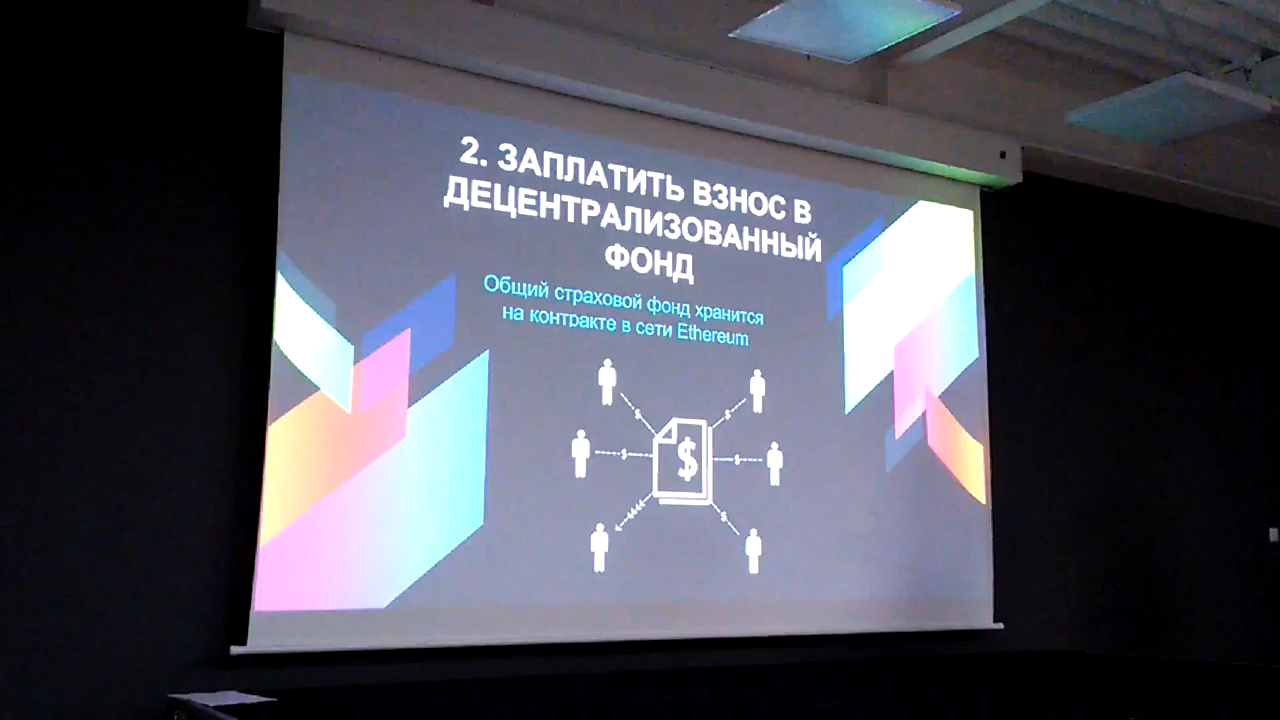 2. ЗАПЛАТИТЬ ВЗНОС В
ДЕЦЕНТРАЛИЗОВАННЫЙ
ФОНД
Общий страховой фонд хранится
на контракте в сети Ethereum
$
$
$
$
$
$